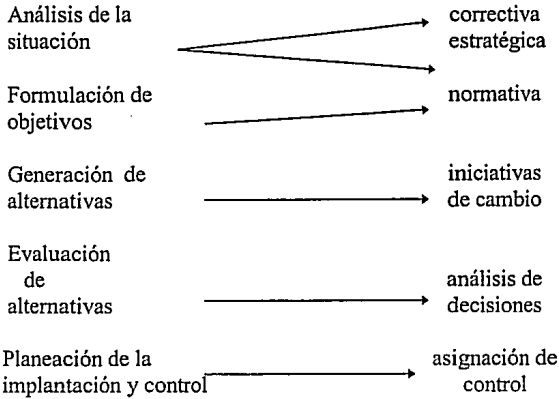 Análisis de la
situación
correctiva
estratégica
Formulación de
objetivos
normativa
Generación de
alternativas
iniciativas
de cambio
Evaluación
de
alternativas
análisis de
decisiones
Planeación de la
implantación y control
asignación de
control